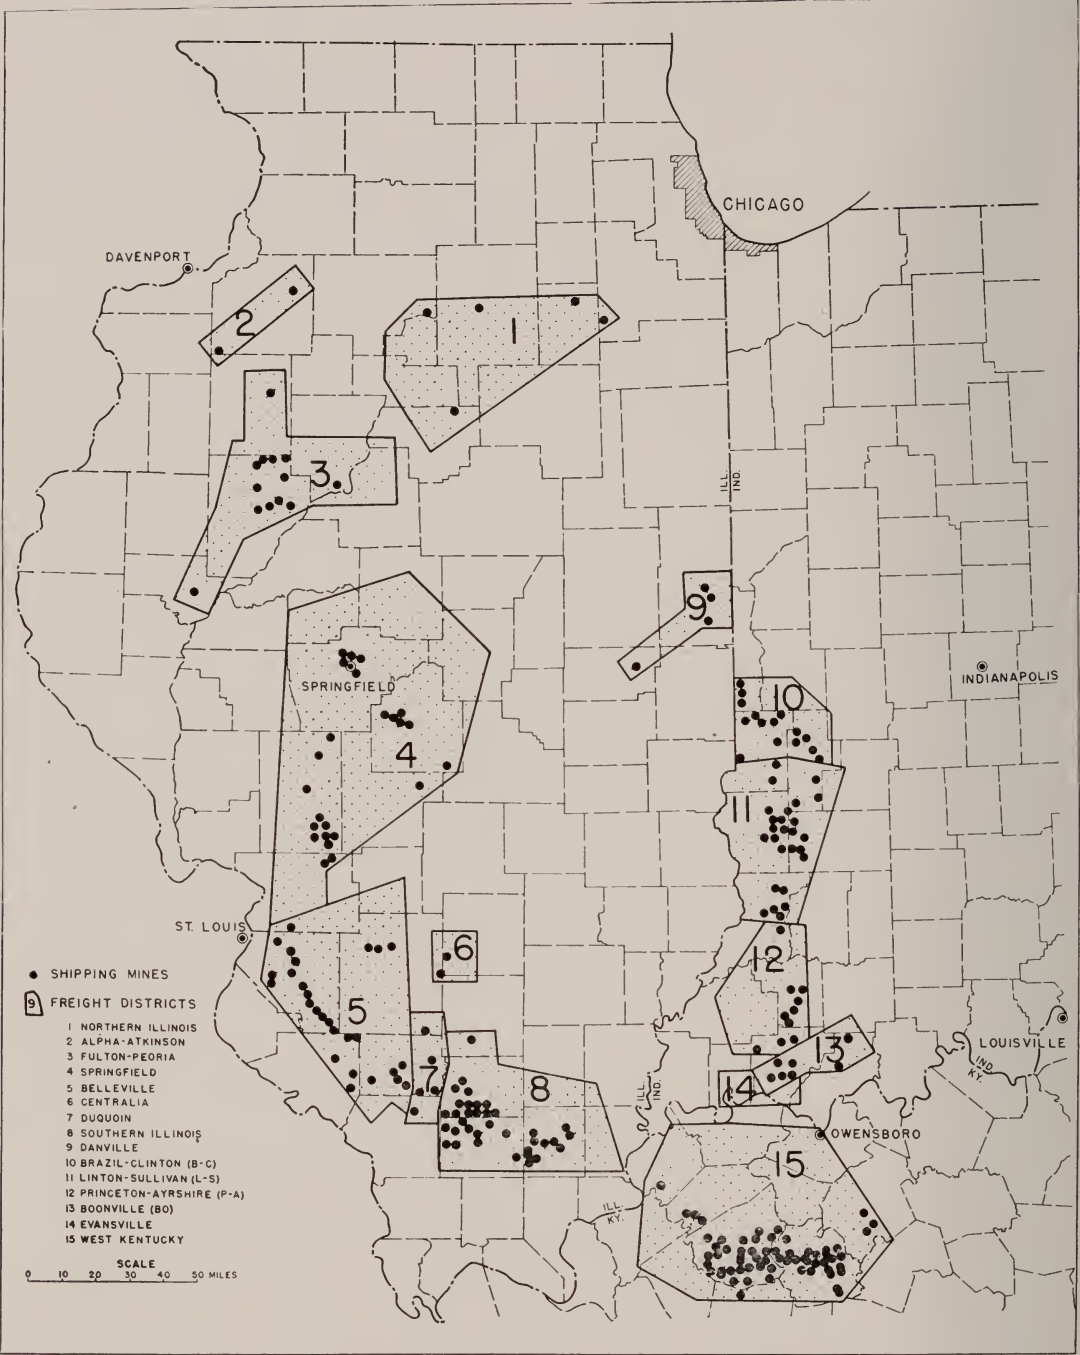 CHICAGO
DAVENPORT
2
1
3
ILL.
IND.
9
INDIANAPOLIS
SPRINGFIELD
10
4
11
ST. LOUIS
6
12
SHIPPING MINES
9 FREIGHT DISTRICTS
5
LOUISVILLE
13
IND.
KY.
1 NORTHERN ILLINOIS
2 ALPHA-ATKINSON
3 FULTON-PEORIA
4 SPRINGFIELD
5 BELLEVILLE
6 CENTRALIA
7 DUQUOIN
8 SOUTHERN ILLINOIS
9 DANVILLE
10 BRAZIL-CLINTON (B-C)
11 LINTON-SULLIVAN (L-S)
12 PRINCETON-AYRSHIRE (P-A)
13 BOONVILLE (BO)
14 EVANSVILLE
15 WEST KENTUCKY
7
8
14
ILL.
IND.
OWENSBORO
15
ILL.
KY.
SCALE
0 10 20 30 40 50 MILES